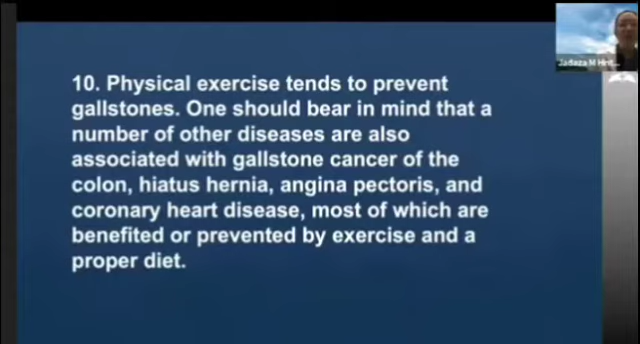 Jadaza M Hint...
10. Physical exercise tends to prevent
gallstones. One should bear in mind that a
number of other diseases are also
associated with gallstone cancer of the
colon, hiatus hernia, angina pectoris, and
coronary heart disease, most of which are
benefited or prevented by exercise and a
proper diet.